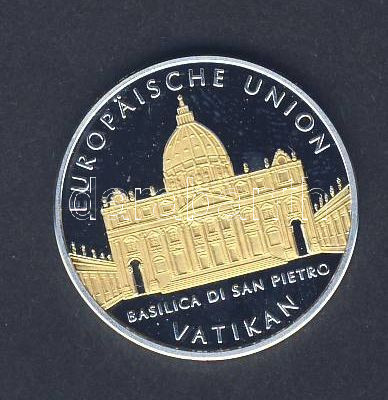 EUROPÄISCHE UNION
BASILICA DI SAN PIETRO
VATIKAN